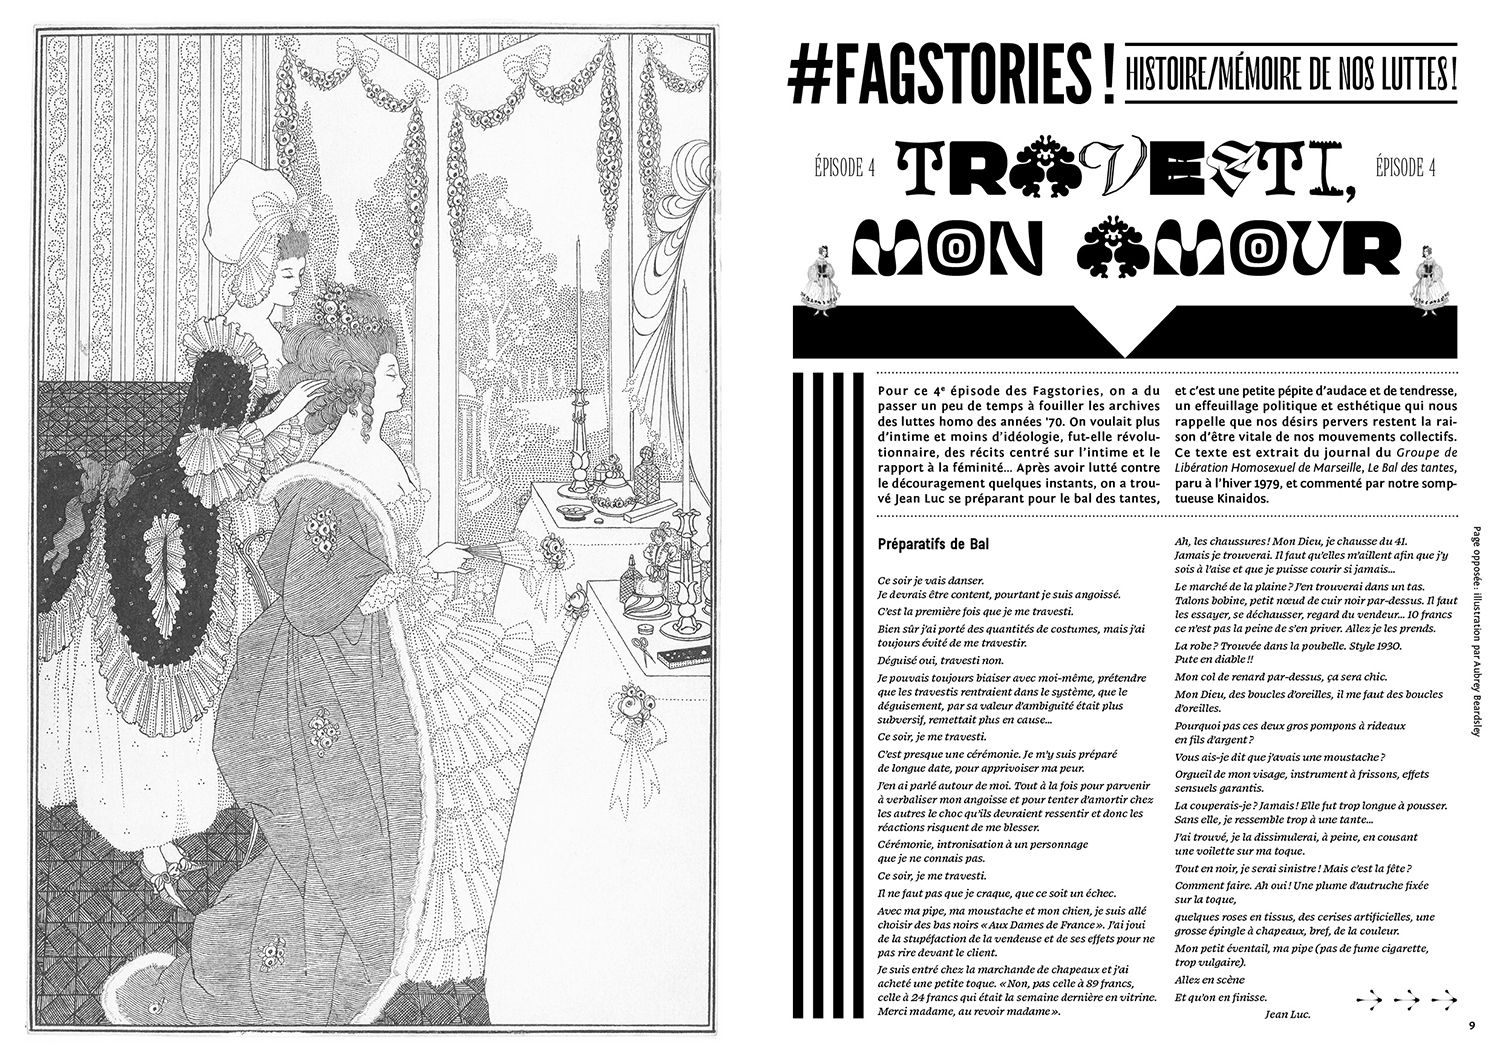 #FAGSTORIES !
HISTOIRE/MÉMOIRE DE NOS LUTTES !
ÉPISODE 4
TRAVESTI,
ÉPISODE 4
MON AMOUR
Pour ce 4e épisode des Fagstories, on a du
passer un peu de temps à fouiller les archives
des luttes homo des années '70. On voulait plus
d'intime et moins d'idéologie, fut-elle révolu-
tionnaire, des récits centré sur l'intime et le
rapport à la féminité... Après avoir lutté contre
le découragement quelques instants, on a trou-
vé Jean Luc se préparant pour le bal des tantes,
et c'est une petite pépite d'audace et de tendresse,
un effeuillage politique et esthétique qui nous
rappelle que nos désirs pervers restent la rai-
son d'être vitale de nos mouvements collectifs.
Ce texte est extrait du journal du Groupe de
Libération Homosexuel de Marseille, Le Bal des tantes,
paru à l'hiver 1979, et commenté par notre somp-
tueuse Kinaidos.
Préparatifs de Bal
Ce soir je vais danser.
Je devrais être content, pourtant je suis angoissé.
C'est la première fois que je me travesti.
Bien sûr j'ai porté des quantités de costumes, mais j'ai
toujours évité de me travestir.
Déguisé oui, travesti non.
Je pouvais toujours biaiser avec moi-même, prétendre
que les travestis rentraient dans le système, que le
déguisement, par sa valeur d'ambiguïté était plus
subversif, remettait plus en cause...
Ce soir, je me travesti.
C'est presque une cérémonie. Je m'y suis préparé
de longue date, pour apprivoiser ma peur.
J'en ai parlé autour de moi. Tout à la fois pour parvenir
à verbaliser mon angoisse et pour tenter d'amortir chez
les autres le choc qu'ils devraient ressentir et donc les
réactions risquent de me blesser.
Cérémonie, intronisation à un personnage
que je ne connais pas.
Ce soir, je me travesti.
Il ne faut pas que je craque, que ce soit un échec.
Avec ma pipe, ma moustache et mon chien, je suis allé
choisir des bas noirs « Aux Dames de France ». J'ai joui
de la stupéfaction de la vendeuse et de ses effets pour ne
pas rire devant le client.
Je suis entré chez la marchande de chapeaux et j'ai
acheté une petite toque. « Non, pas celle à 89 francs,
celle à 24 francs qui était la semaine dernière en vitrine.
Merci madame, au revoir madame ».
Ah, les chaussures ! Mon Dieu, je chausse du 41.
Jamais je trouverai. Il faut qu'elles m'aillent afin que j'y
sois à l'aise et que je puisse courir si jamais...
Le marché de la plaine ? J'en trouverai dans un tas.
Talons bobine, petit nœud de cuir noir par-dessus. Il faut
les essayer, se déchausser, regard du vendeur... 10 francs
ce n'est pas la peine de s'en priver. Allez je les prends.
La robe ? Trouvée dans la poubelle. Style 1930.
Pute en diable !!
Mon col de renard par-dessus, ça sera chic.
Mon Dieu, des boucles d'oreilles, il me faut des boucles
d'oreilles.
Pourquoi pas ces deux gros pompons à rideaux
en fils d'argent ?
Vous ais-je dit que j'avais une moustache ?
Orgueil de mon visage, instrument à frissons, effets
sensuels garantis.
La couperais-je ? Jamais ! Elle fut trop longue à pousser.
Sans elle, je ressemble trop à une tante...
J'ai trouvé, je la dissimulerai, à peine, en cousant
une voilette sur ma toque.
Tout en noir, je serai sinistre ! Mais c'est la fête ?
Comment faire. Ah oui ! Une plume d'autruche fixée
sur la toque,
quelques roses en tissus, des cerises artificielles, une
grosse épingle à chapeaux, bref, de la couleur.
Mon petit éventail, ma pipe (pas de fume cigarette,
trop vulgaire).
Allez en scène
Et qu'on en finisse.
Jean Luc.
Page opposée : illustration par Aubrey Beardsley
9